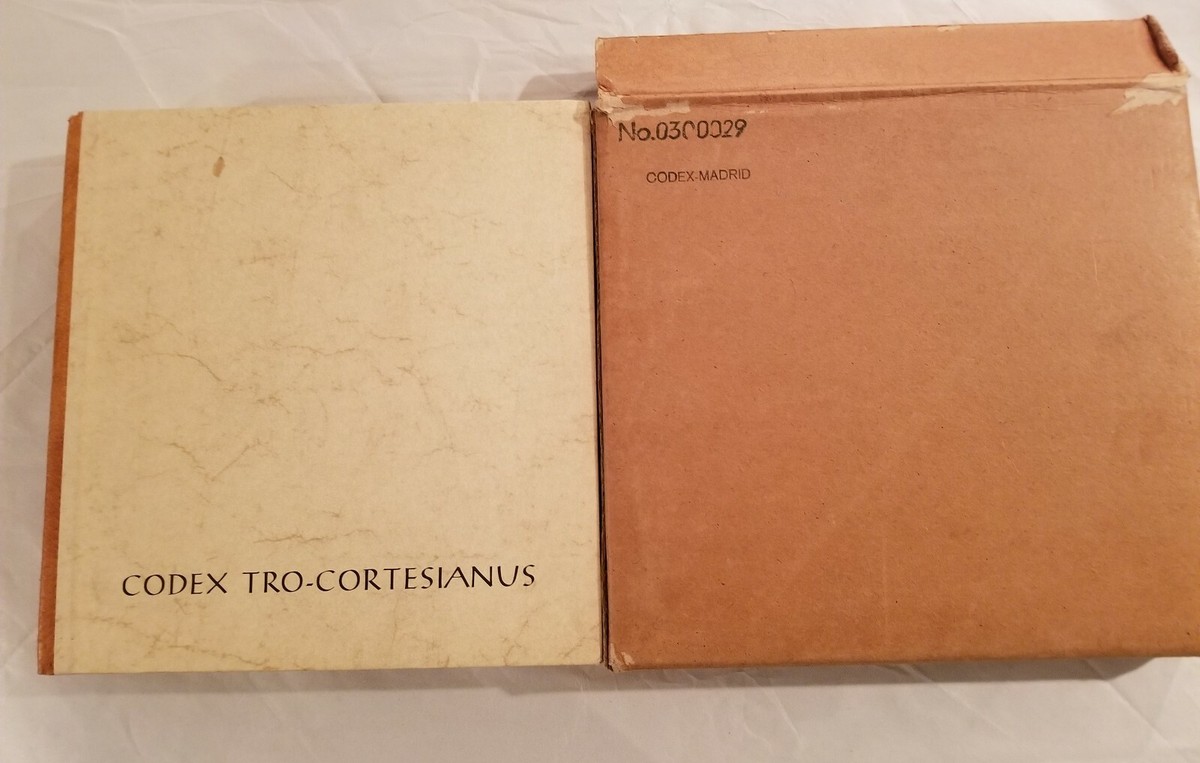 CODEX TRO-CORTESIANUS
No.0300029
CODEX-MADRID